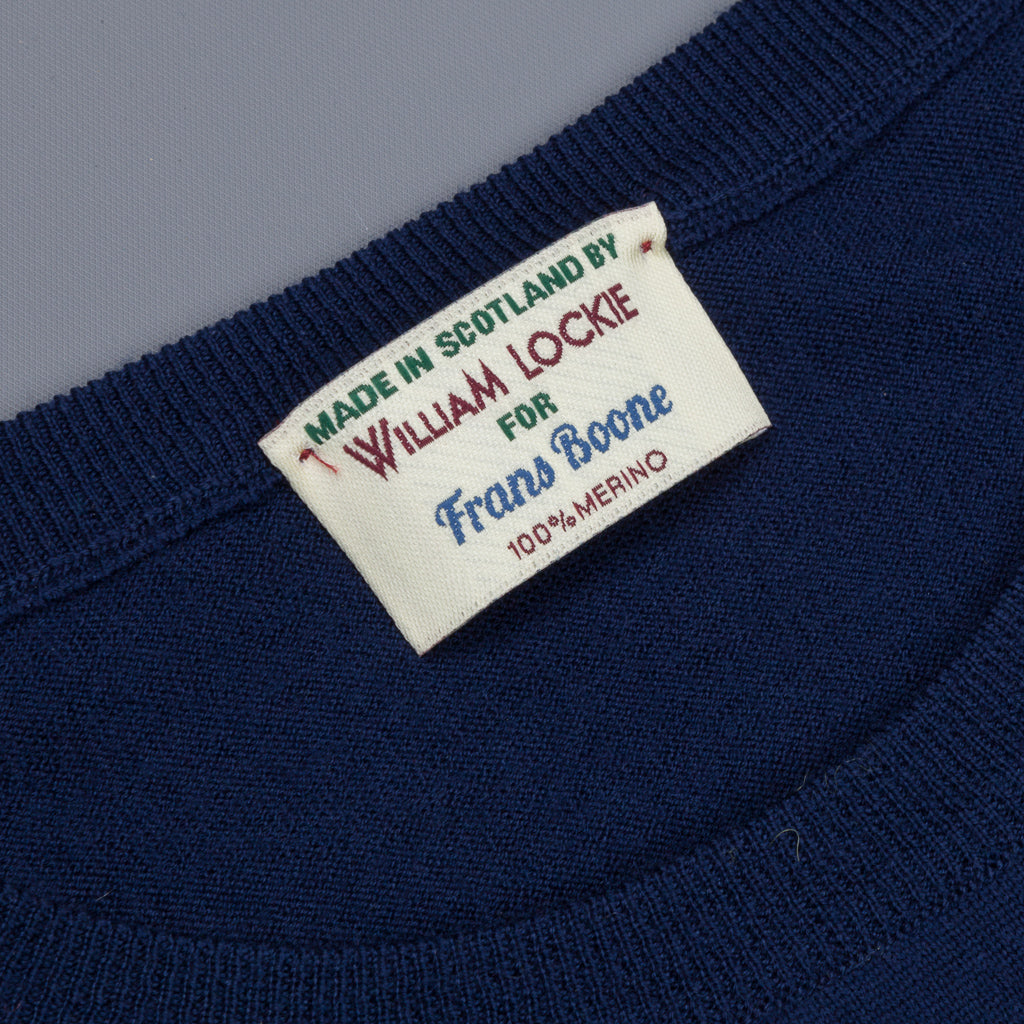 MADE IN SCOTLAND BY
WILLIAM LOCKIE
FOR
Frans Boone
100% MERINO